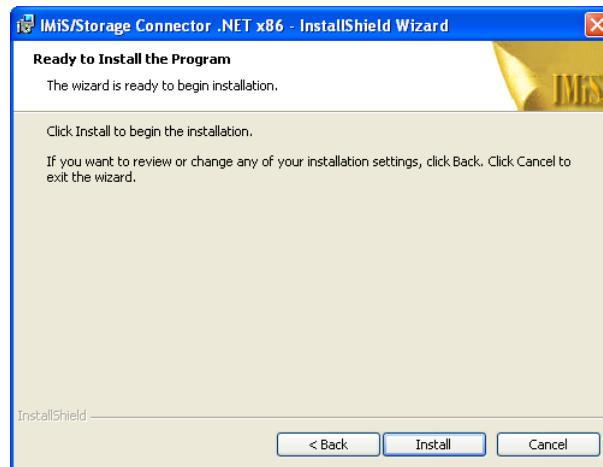 IMiS/Storage Connector .NET x86 - InstallShield Wizard
Ready to Install the Program
The wizard is ready to begin installation.
IMiS
Click Install to begin the installation.
If you want to review or change any of your installation settings, click Back. Click Cancel to
exit the wizard.
InstallShield
< Back
Install
Cancel